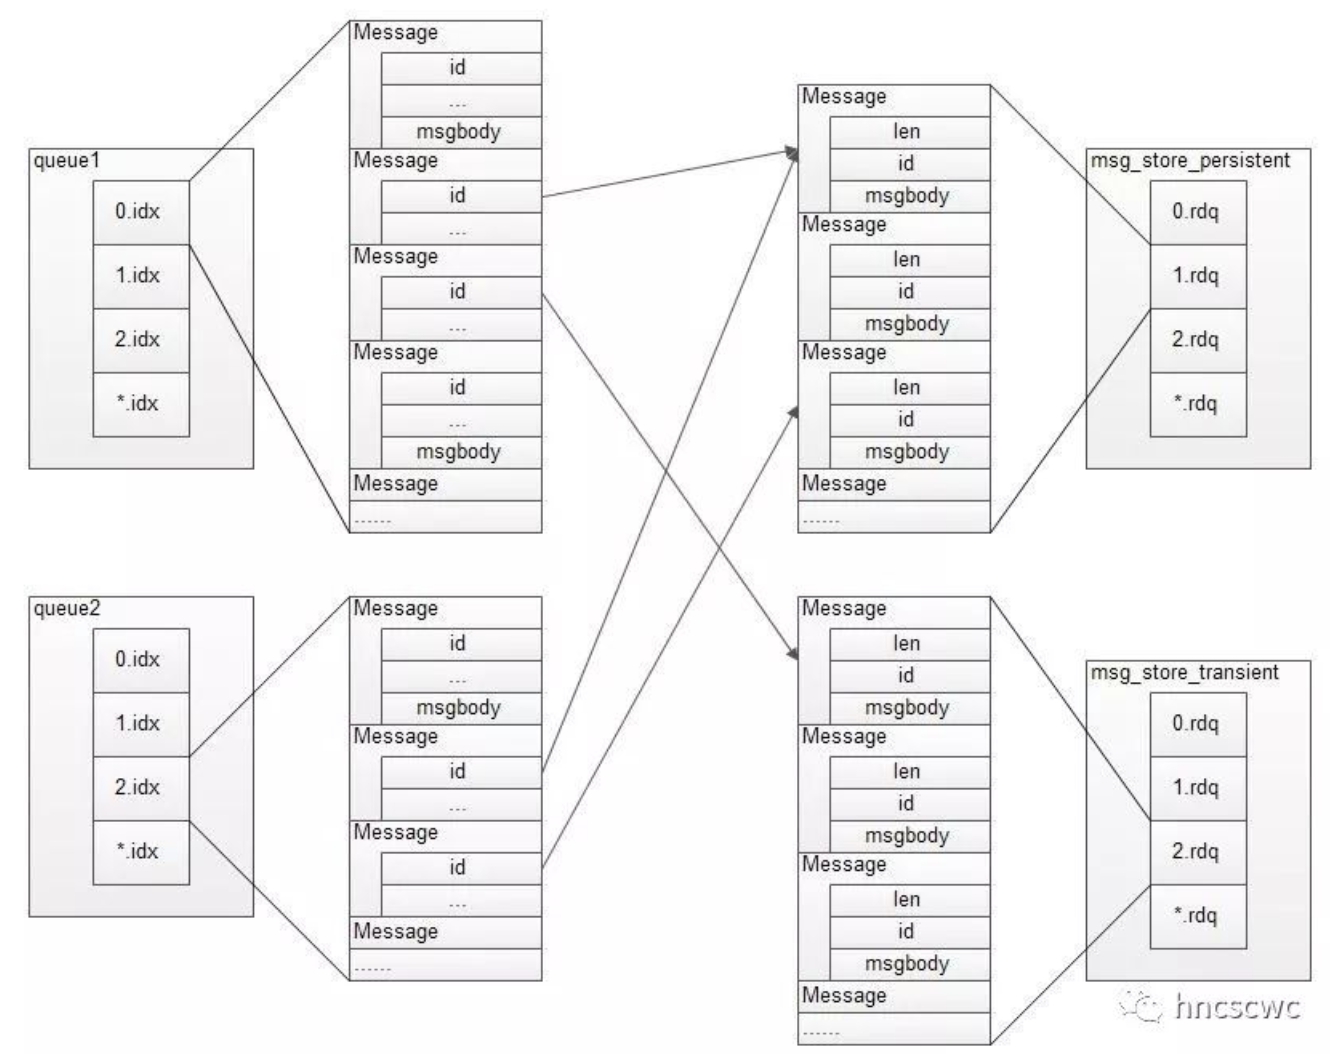 queue1
0.idx
1.idx
2.idx
*.idx
Message
id
...
msgbody
Message
id
...
Message
id
...
Message
id
...
msgbody
Message
......
Message
len
id
msgbody
Message
len
id
msgbody
Message
len
id
msgbody
Message
......
msg_store_persistent
0.rdq
1.rdq
2.rdq
*.rdq
queue2
0.idx
1.idx
2.idx
*.idx
Message
id
...
msgbody
Message
id
...
Message
id
...
Message
......
Message
len
id
msgbody
Message
len
id
msgbody
Message
len
id
msgbody
Message
......
msg_store_transient
0.rdq
1.rdq
2.rdq
*.rdq
hncscwc